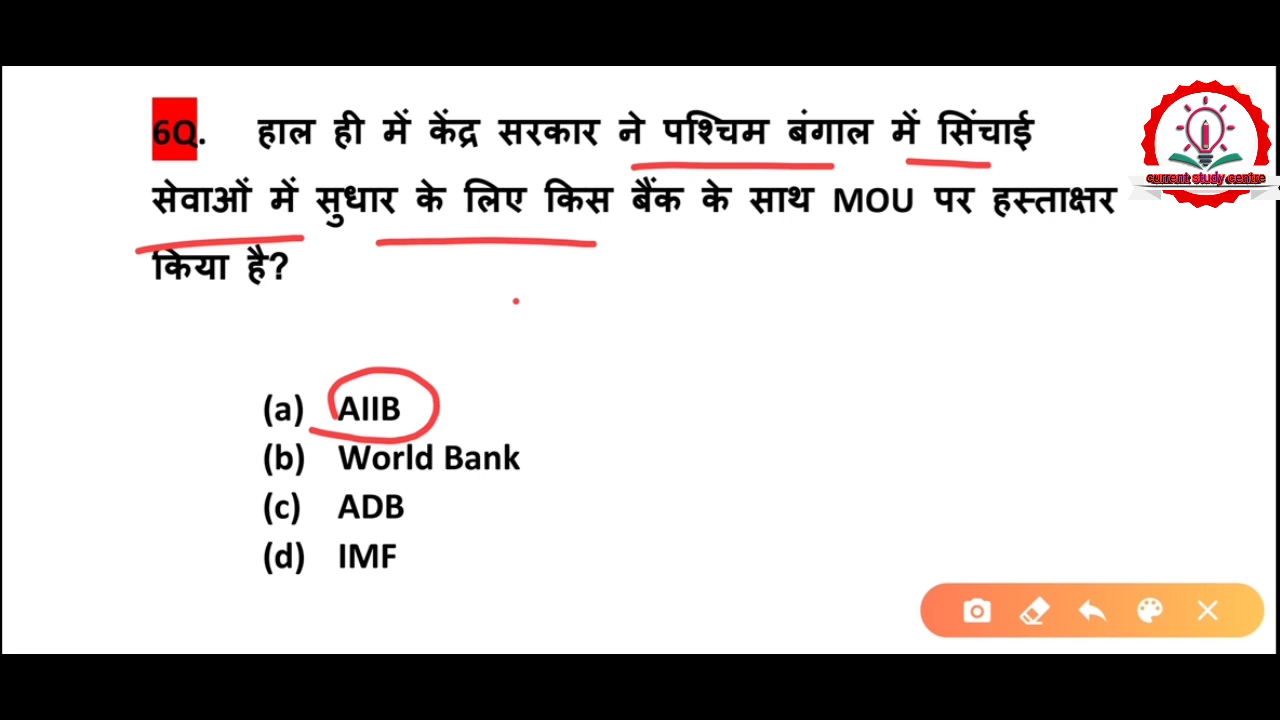 6Q. हाल ही में केंद्र सरकार ने पश्चिम बंगाल में सिंचाई
सेवाओं में सुधार के लिए किस बैंक के साथ MOU पर हस्ताक्षर
किया है?
current study centre
(a) AIIB
(b) World Bank
(c) ADB
(d) IMF